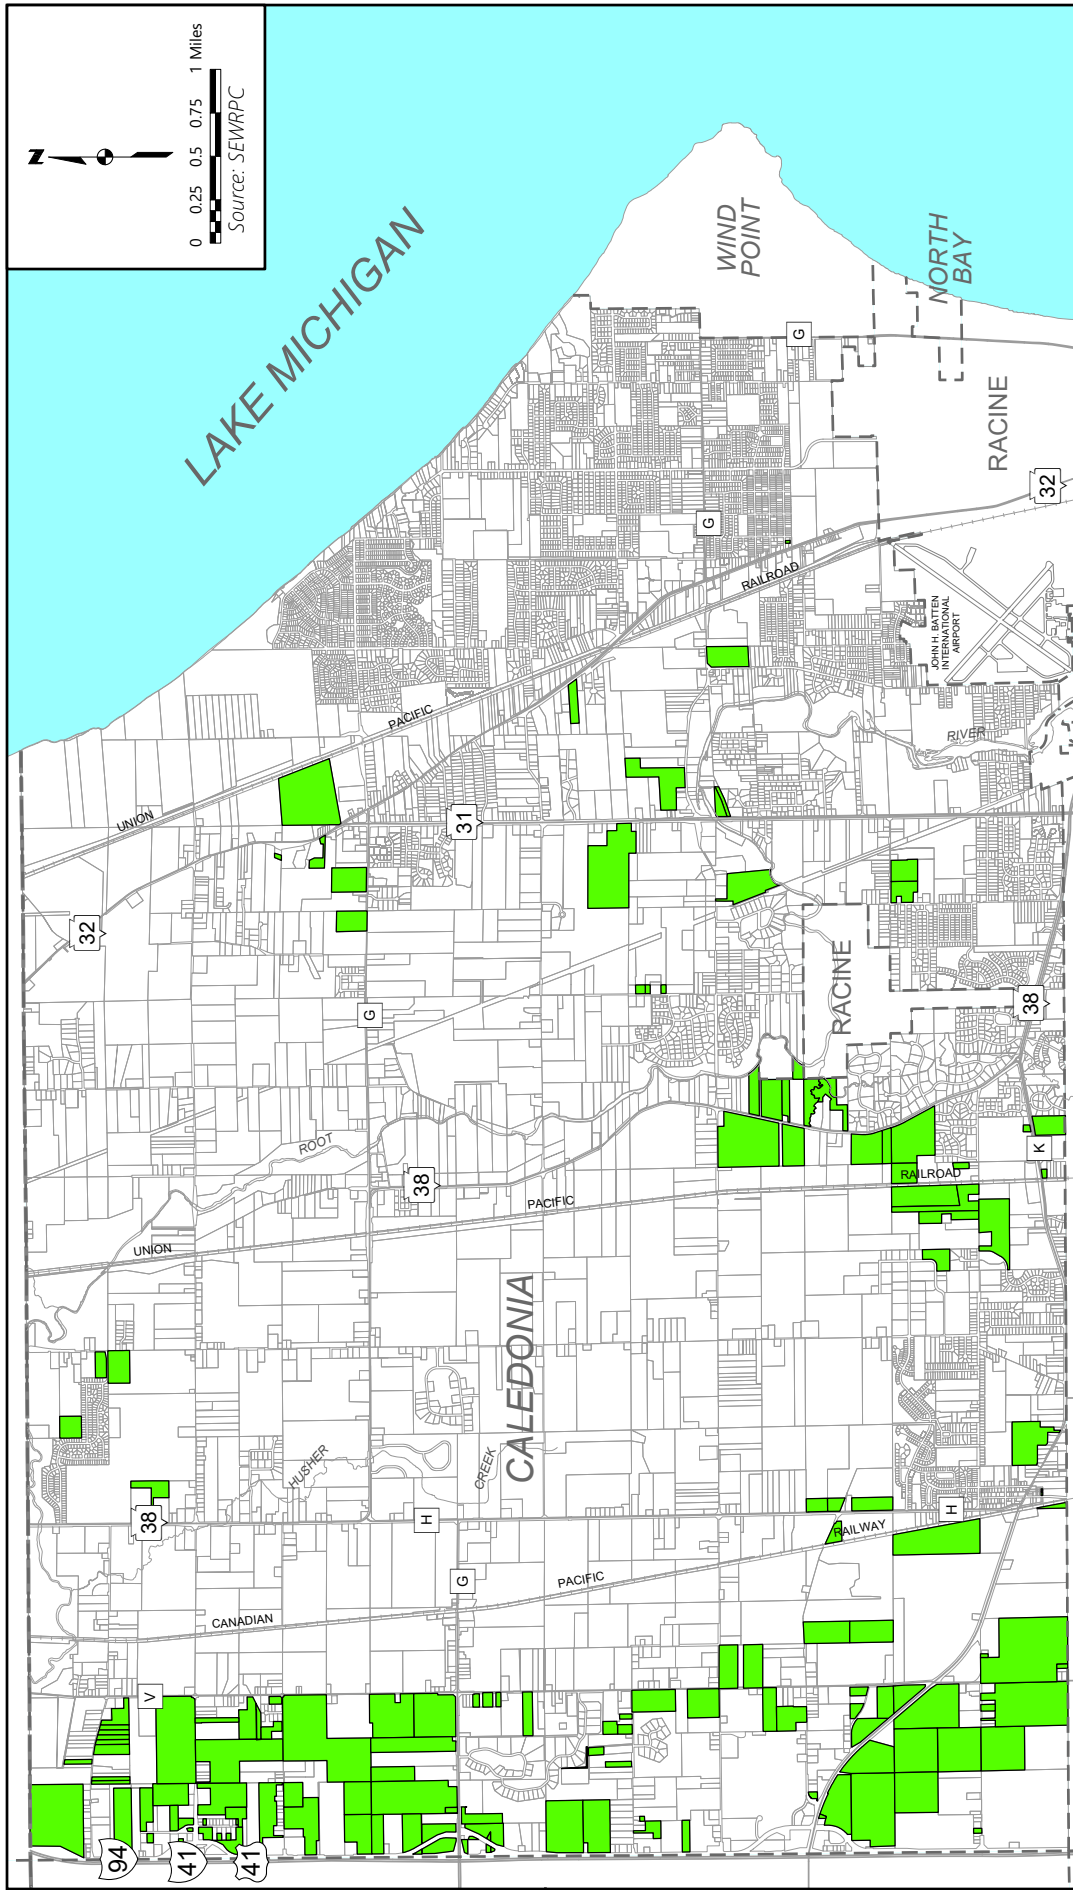 N
0 0.25 0.5 0.75 1 Miles
Source: SEWRPC
LAKE MICHIGAN
WIND
POINT
NORTH
BAY
G
RACINE
32
G
RAILROAD
JOHN H. BATTEN
INTERNATIONAL
AIRPORT
PACIFIC
RIVER
UNION
31
32
RACINE
G
38
ROOT
38
K
RAILROAD
PACIFIC
UNION
CALEDONIA
HUSHER
CREEK
38
H
H
RAILWAY
G
PACIFIC
CANADIAN
V
94
41
41